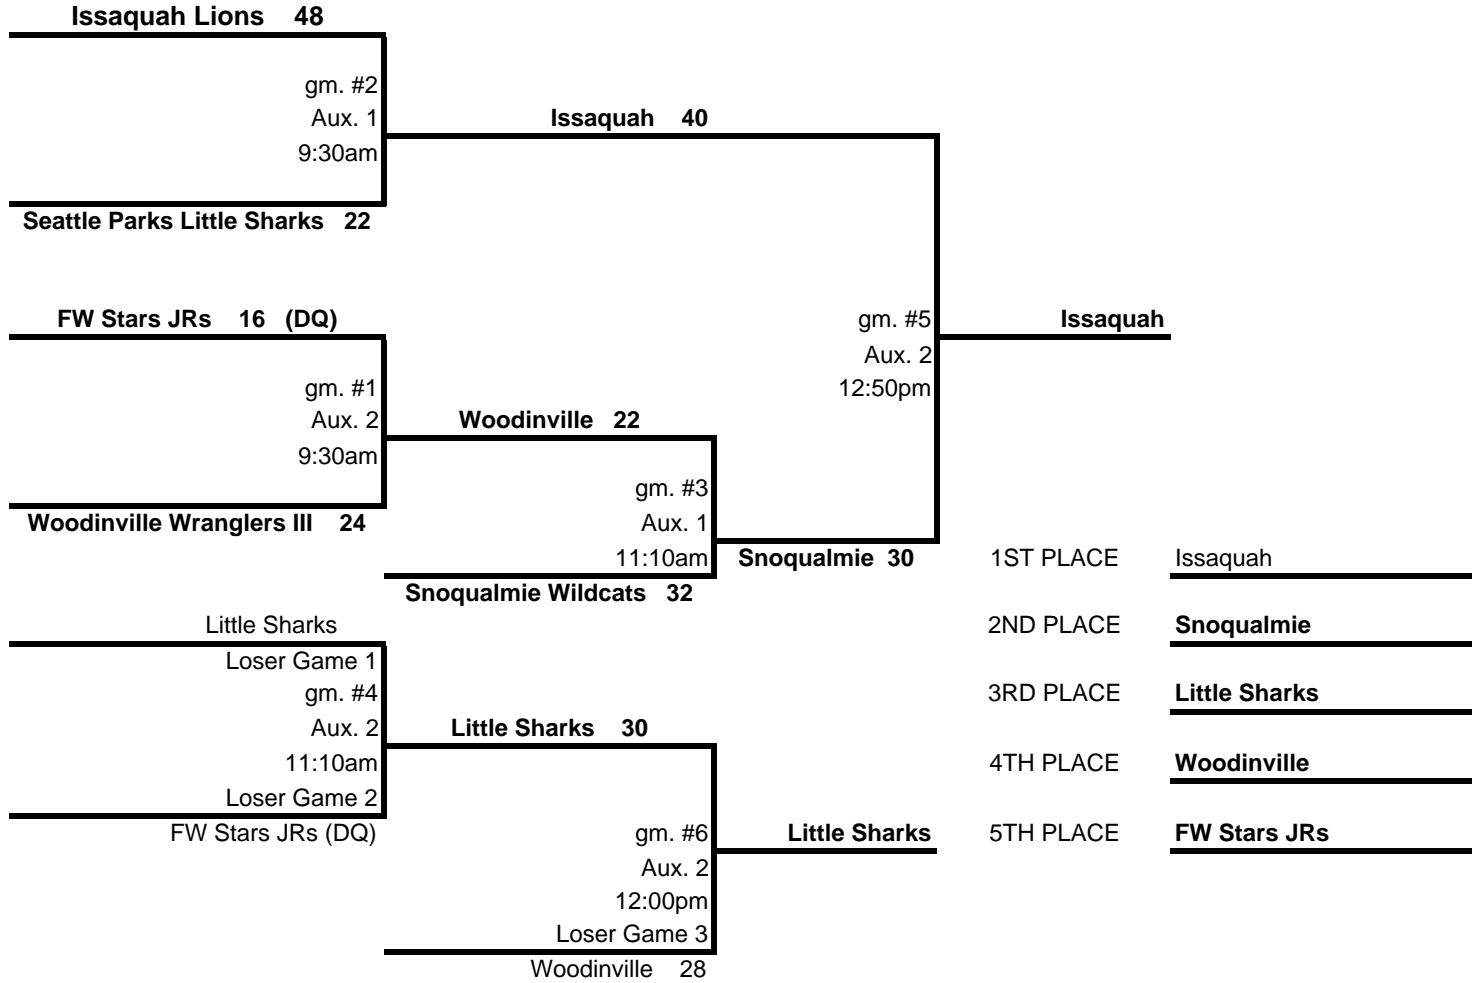 Issaquah Lions 48
gm. #2
Aux. 1
Issaquah 40
9:30am
Seattle Parks Little Sharks 22
FW Stars JRs 16 (DQ)
gm. #5
Issaquah
Aux. 2
12:50pm
gm. #1
Aux. 2
Woodinville 22
9:30am
gm. #3
Woodinville Wranglers III 24
Aux. 1
11:10am
Snoqualmie 30
1ST PLACE Issaquah
Snoqualmie Wildcats 32
Little Sharks
2ND PLACE Snoqualmie
Loser Game 1
gm. #4
3RD PLACE Little Sharks
Aux. 2
Little Sharks 30
11:10am
4TH PLACE Woodinville
Loser Game 2
FW Stars JRs (DQ)
gm. #6
Little Sharks
5TH PLACE FW Stars JRs
Aux. 2
12:00pm
Loser Game 3
Woodinville 28